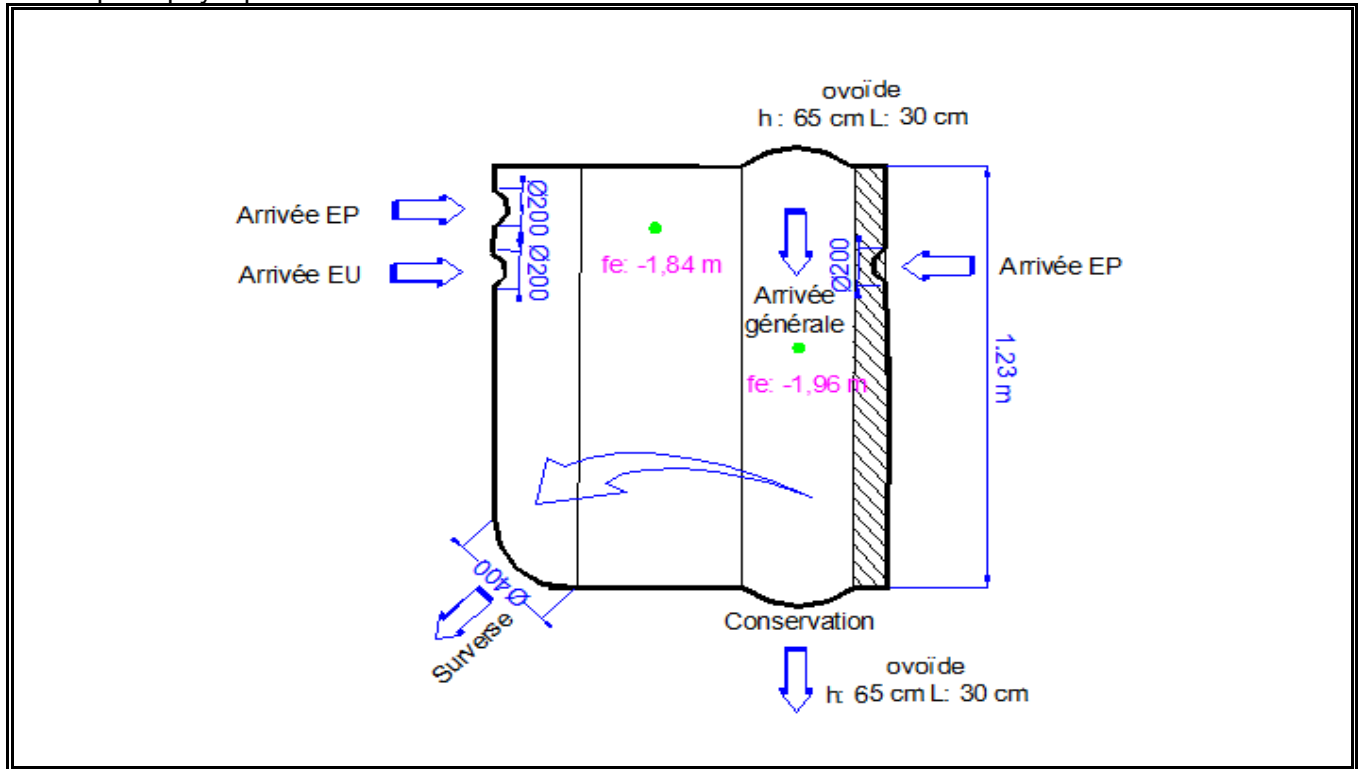 ovoïde
h : 65 cm L: 30 cm
Arrivée EP
Ø200
fe: -1,84 m
Arrivée EU
Ø200
Ø200
Arrivée EP
Arrivée
générale
1,23 m
fe: -1,96 m
Ø400
Surverse
Conservation
ovoïde
h: 65 cm L: 30 cm